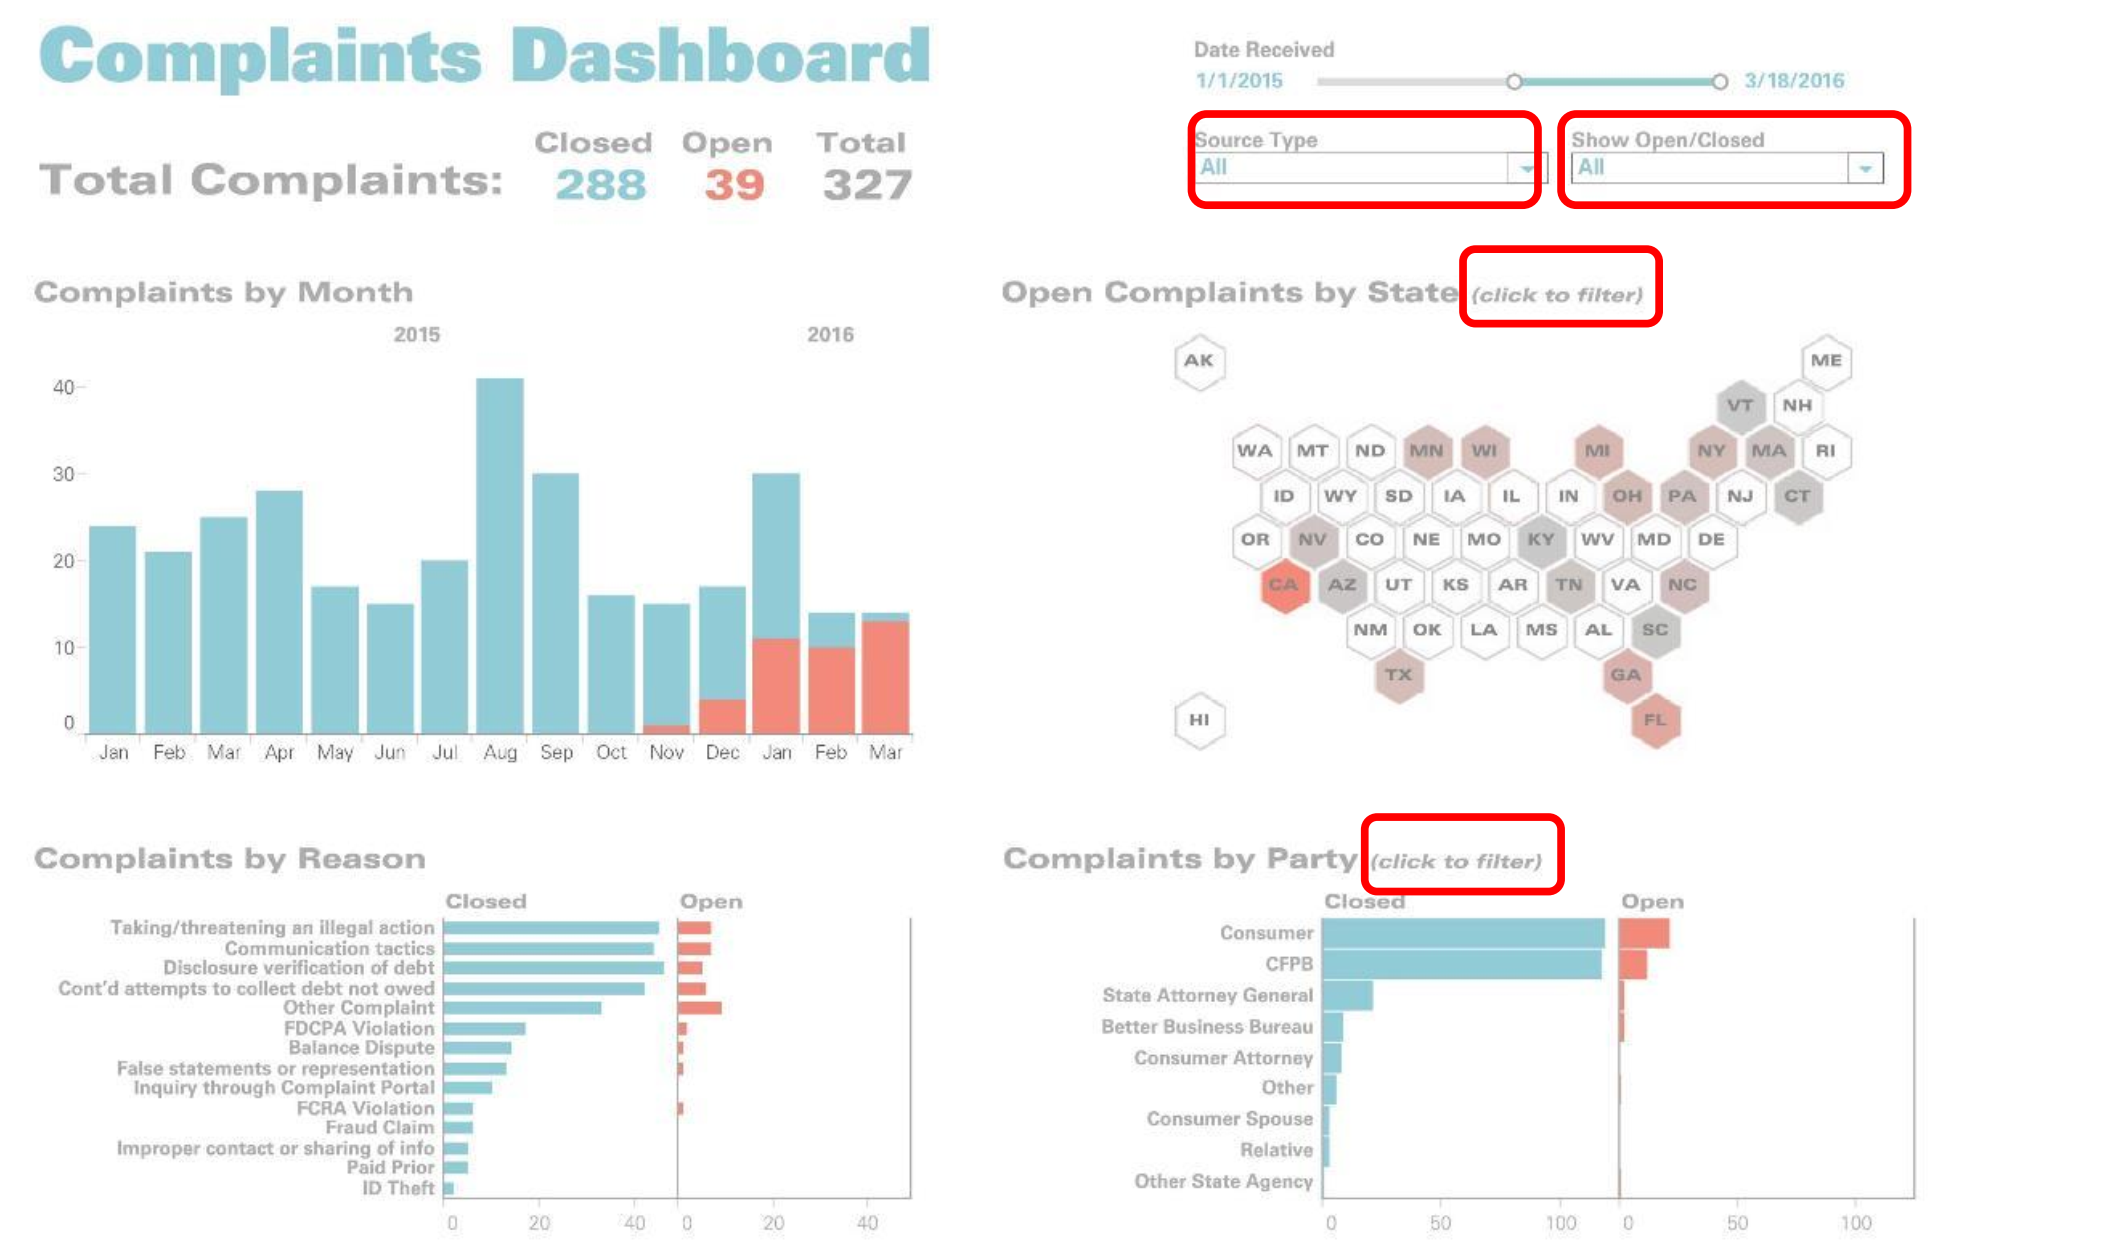 Complaints Dashboard
Closed Open Total
Total Complaints: 288 39 327
Date Received
1/1/2015 3/18/2016
Source Type Show Open/Closed
All All
Complaints by Month
2015 2016
40
30
20
10
0
Jan Feb Mar Apr May Jun Jul Aug Sep Oct Nov Dec Jan Feb Mar
Open Complaints by State (click to filter)
AK ME
VT NH
WA MT ND MN WI MI NY MA RI
ID WY SD IA IL IN OH PA NJ CT
OR NV CO NE MO KY WV MD DE
CA AZ UT KS AR TN VA NC
NM OK LA MS AL SC
TX GA
HI FL
Complaints by Reason
Closed Open
Taking/threatening an illegal action
Communication tactics
Disclosure verification of debt
Cont'd attempts to collect debt not owed
Other Complaint
FDCPA Violation
Balance Dispute
False statements or representation
Inquiry through Complaint Portal
FCRA Violation
Fraud Claim
Improper contact or sharing of info
Paid Prior
ID Theft
0 20 40 0 20 40
Complaints by Party (click to filter)
Closed Open
Consumer
CFPB
State Attorney General
Better Business Bureau
Consumer Attorney
Other
Consumer Spouse
Relative
Other State Agency
0 50 100 0 50 100